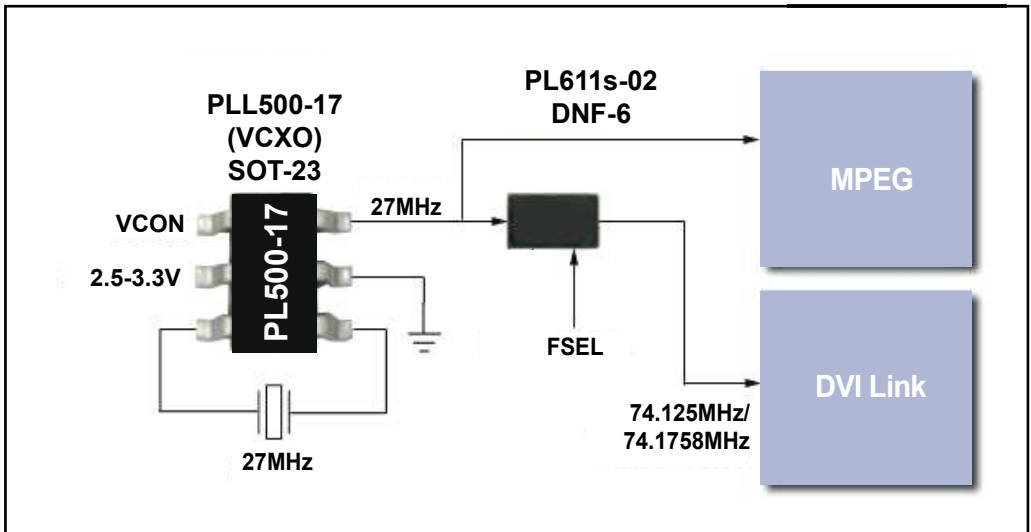 PLL500-17
(VCXO)
SOT-23
PL611s-02
DNF-6
VCON
2.5-3.3V
PL500-17
27MHz
FSEL
27MHz
MPEG
DVI Link
74.125MHz/
74.1758MHz